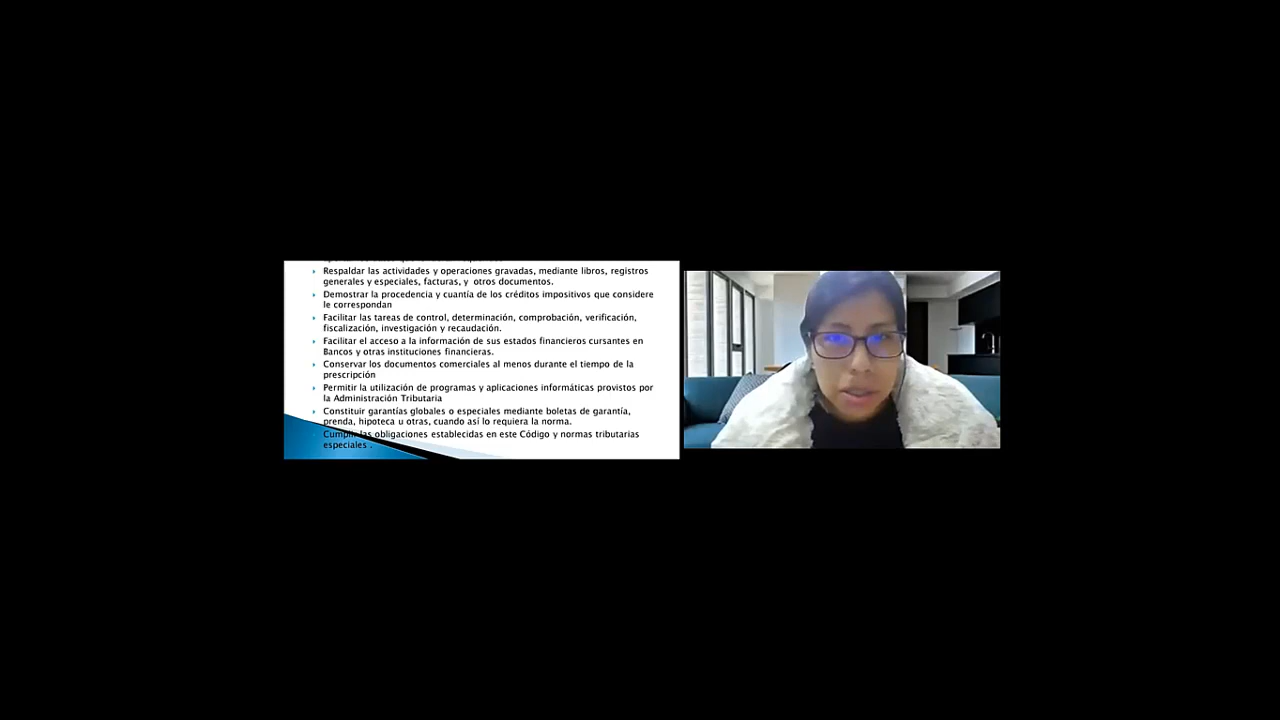 Respaldar las actividades y operaciones gravadas, mediante libros, registros
generales y especiales, facturas, y otros documentos.
Demostrar la procedencia y cuantía de los créditos impositivos que considere
le correspondan
Facilitar las tareas de control, determinación, comprobación, verificación,
fiscalización, investigación y recaudación.
Facilitar el acceso a la información de sus estados financieros cursantes en
Bancos y otras instituciones financieras.
Conservar los documentos comerciales al menos durante el tiempo de la
prescripción
Permitir la utilización de programas y aplicaciones informáticas provistos por
la Administración Tributaria
Constituir garantías globales o especiales mediante boletas de garantía,
prenda, hipoteca u otras, cuando así lo requiera la norma.
Cumplir las obligaciones establecidas en este Código y normas tributarias
especiales .